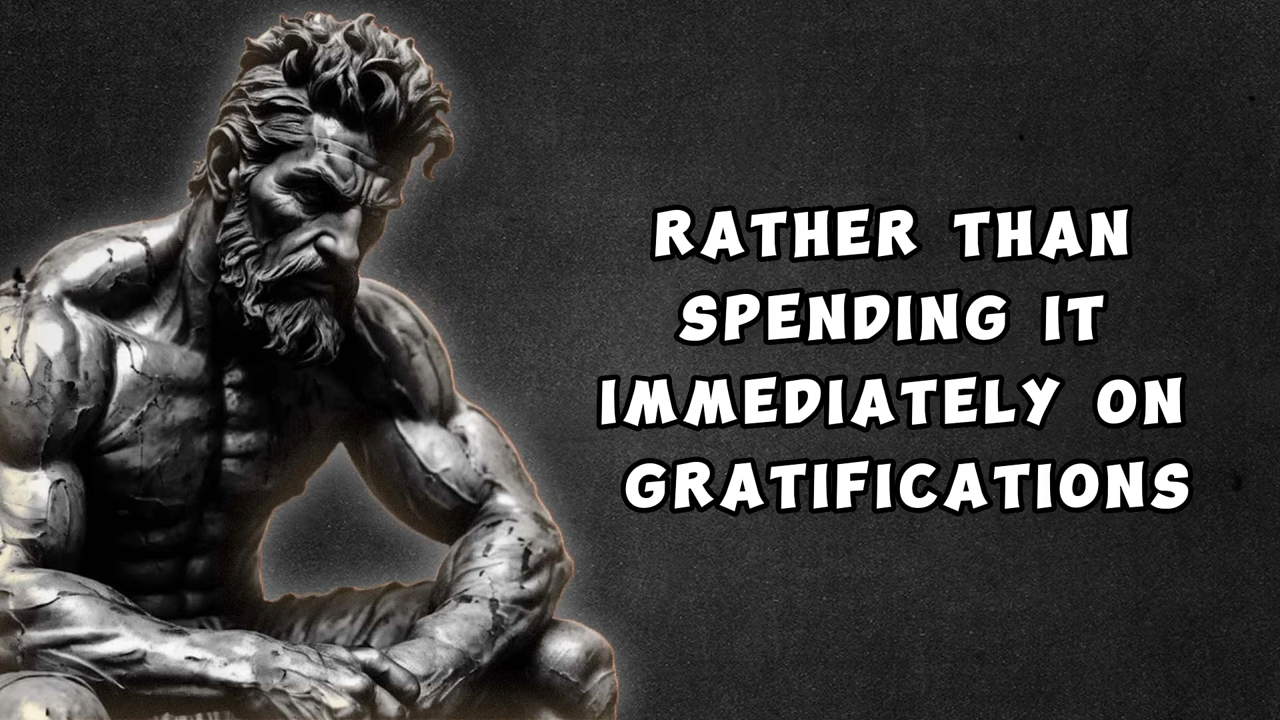 RATHER THAN
SPENDING IT
IMMEDIATELY ON
GRATIFICATIONS